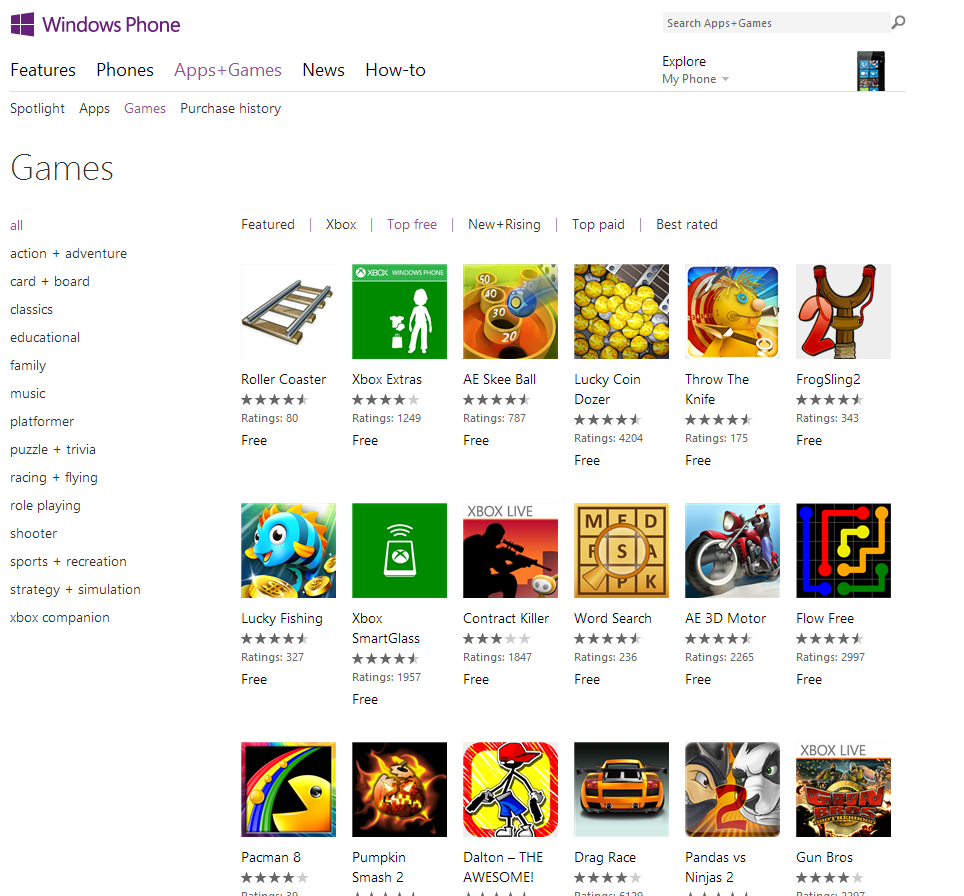 Windows Phone
Search Apps+Games
Features Phones Apps+Games News How-to
Explore
My Phone
Spotlight Apps Games Purchase history
Games
all
action + adventure
card + board
classics
educational
family
music
platformer
puzzle + trivia
racing + flying
role playing
shooter
sports + recreation
strategy + simulation
xbox companion
Featured | Xbox | Top free | New+Rising | Top paid | Best rated
XBOX WINDOWS PHONE
50
40
30
20
2
Roller Coaster
Ratings: 80
Free
Xbox Extras
Ratings: 1249
Free
AE Skee Ball
Ratings: 787
Free
Lucky Coin
Dozer
Ratings: 4204
Free
Throw The
Knife
Ratings: 175
Free
FrogSling2
Ratings: 343
Free
XBOX LIVE
M E D
F R S A
P K
Lucky Fishing
Ratings: 327
Free
Xbox
SmartGlass
Ratings: 1957
Free
Contract Killer
Ratings: 1847
Free
Word Search
Ratings: 236
Free
AE 3D Motor
Ratings: 2265
Free
Flow Free
Ratings: 2997
Free
2
XBOX LIVE
GUN
BROS
BROTHERHOOD
Pacman 8
Ratings: 39
Pumpkin
Smash 2
Dalton – THE
AWESOME!
Drag Race
Ratings: 6129
Pandas vs
Ninjas 2
Gun Bros
Ratings: 2297